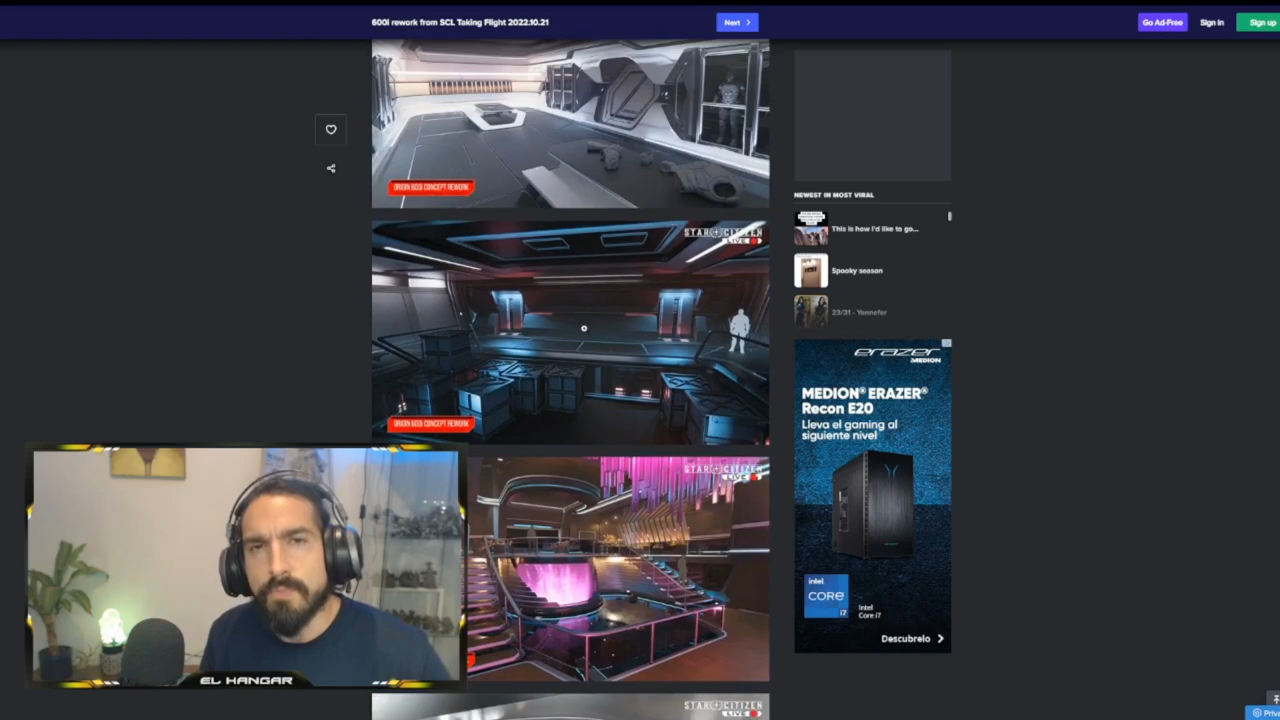 600i rework from SCL Taking Flight 2022.10.21
Next
Go Ad-Free
Sign in
Sign up
ORIGIN 600I CONCEPT REWORK
NEWEST IN MOST VIRAL
This is how I'd like to go...
Spooky season
23/31 - Yennefer
STAR CITIZEN
LIVE
ORIGIN 600I CONCEPT REWORK
erazer
MEDION
MEDION® ERAZER®
Recon E20
Lleva el gaming al
siguiente nivel
STAR CITIZEN
LIVE
intel
CORE
i7
Intel
Core i7
Descubrelo
EL HANGAR
STAR CITIZEN
LIVE